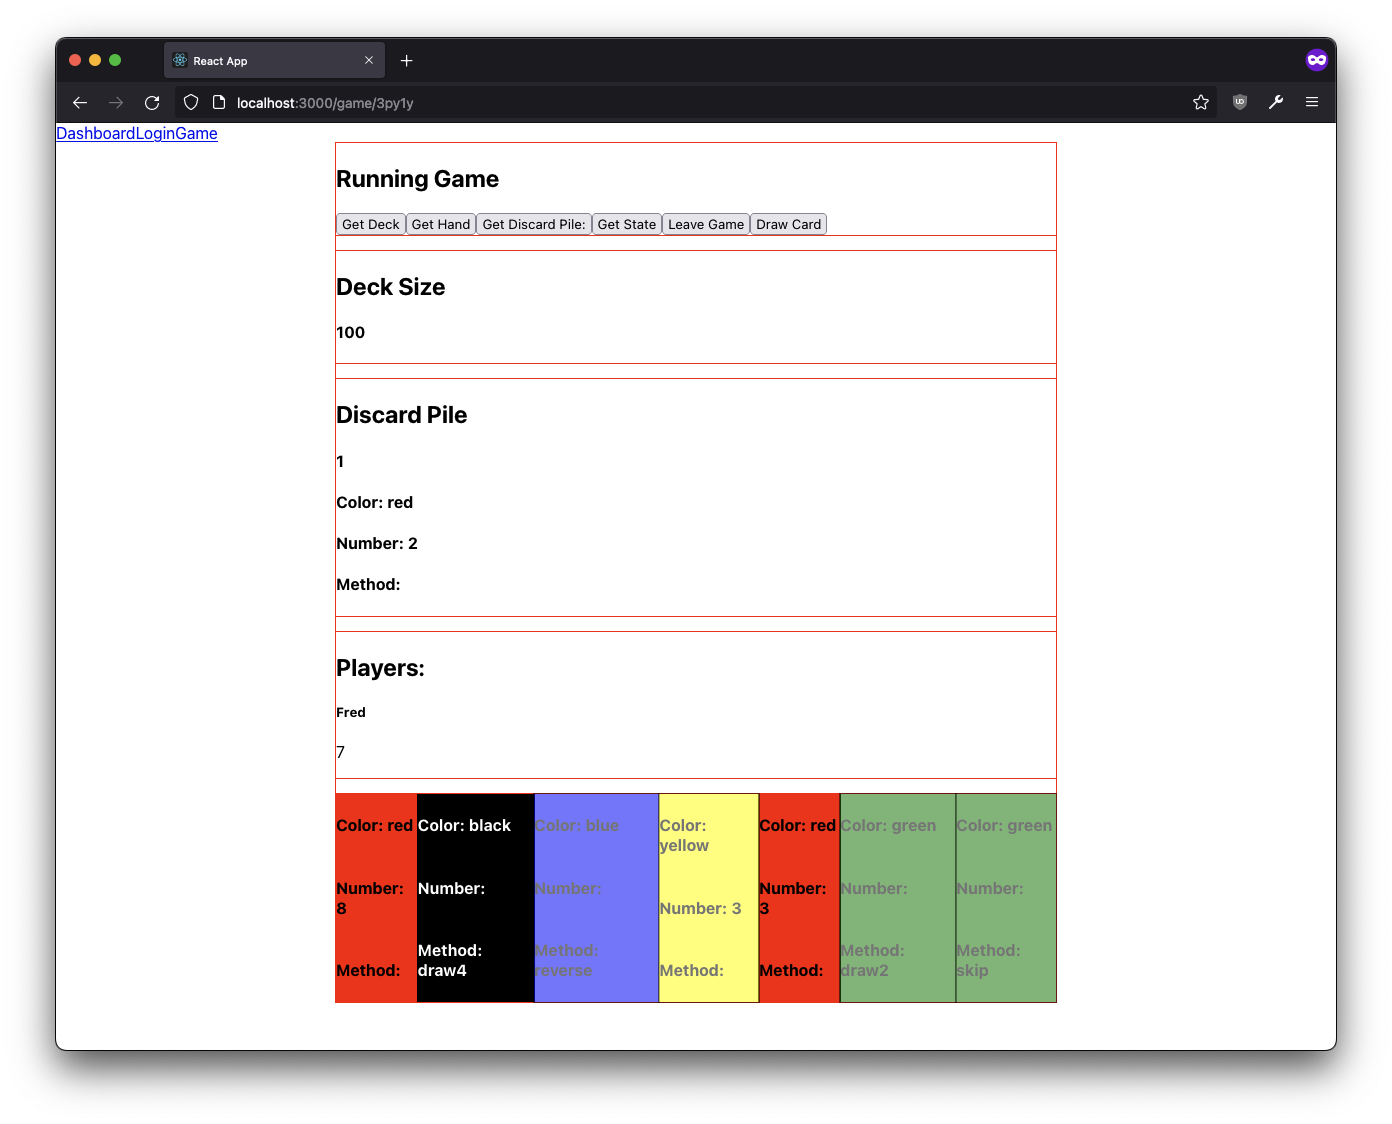 React App
localhost:3000/game/3py1y
DashboardLoginGame
Running Game
Get Deck Get Hand Get Discard Pile: Get State Leave Game Draw Card
Deck Size
100
Discard Pile
1
Color: red
Number: 2
Method:
Players:
Fred
7
Color: red
Number:
8
Method:
Color: black
Number:
Method:
draw4
Color: blue
Number:
Method:
reverse
Color:
yellow
Number: 3
Method:
Color: red
Number:
3
Method:
Color: green
Number:
Method:
draw2
Color: green
Number:
Method:
skip